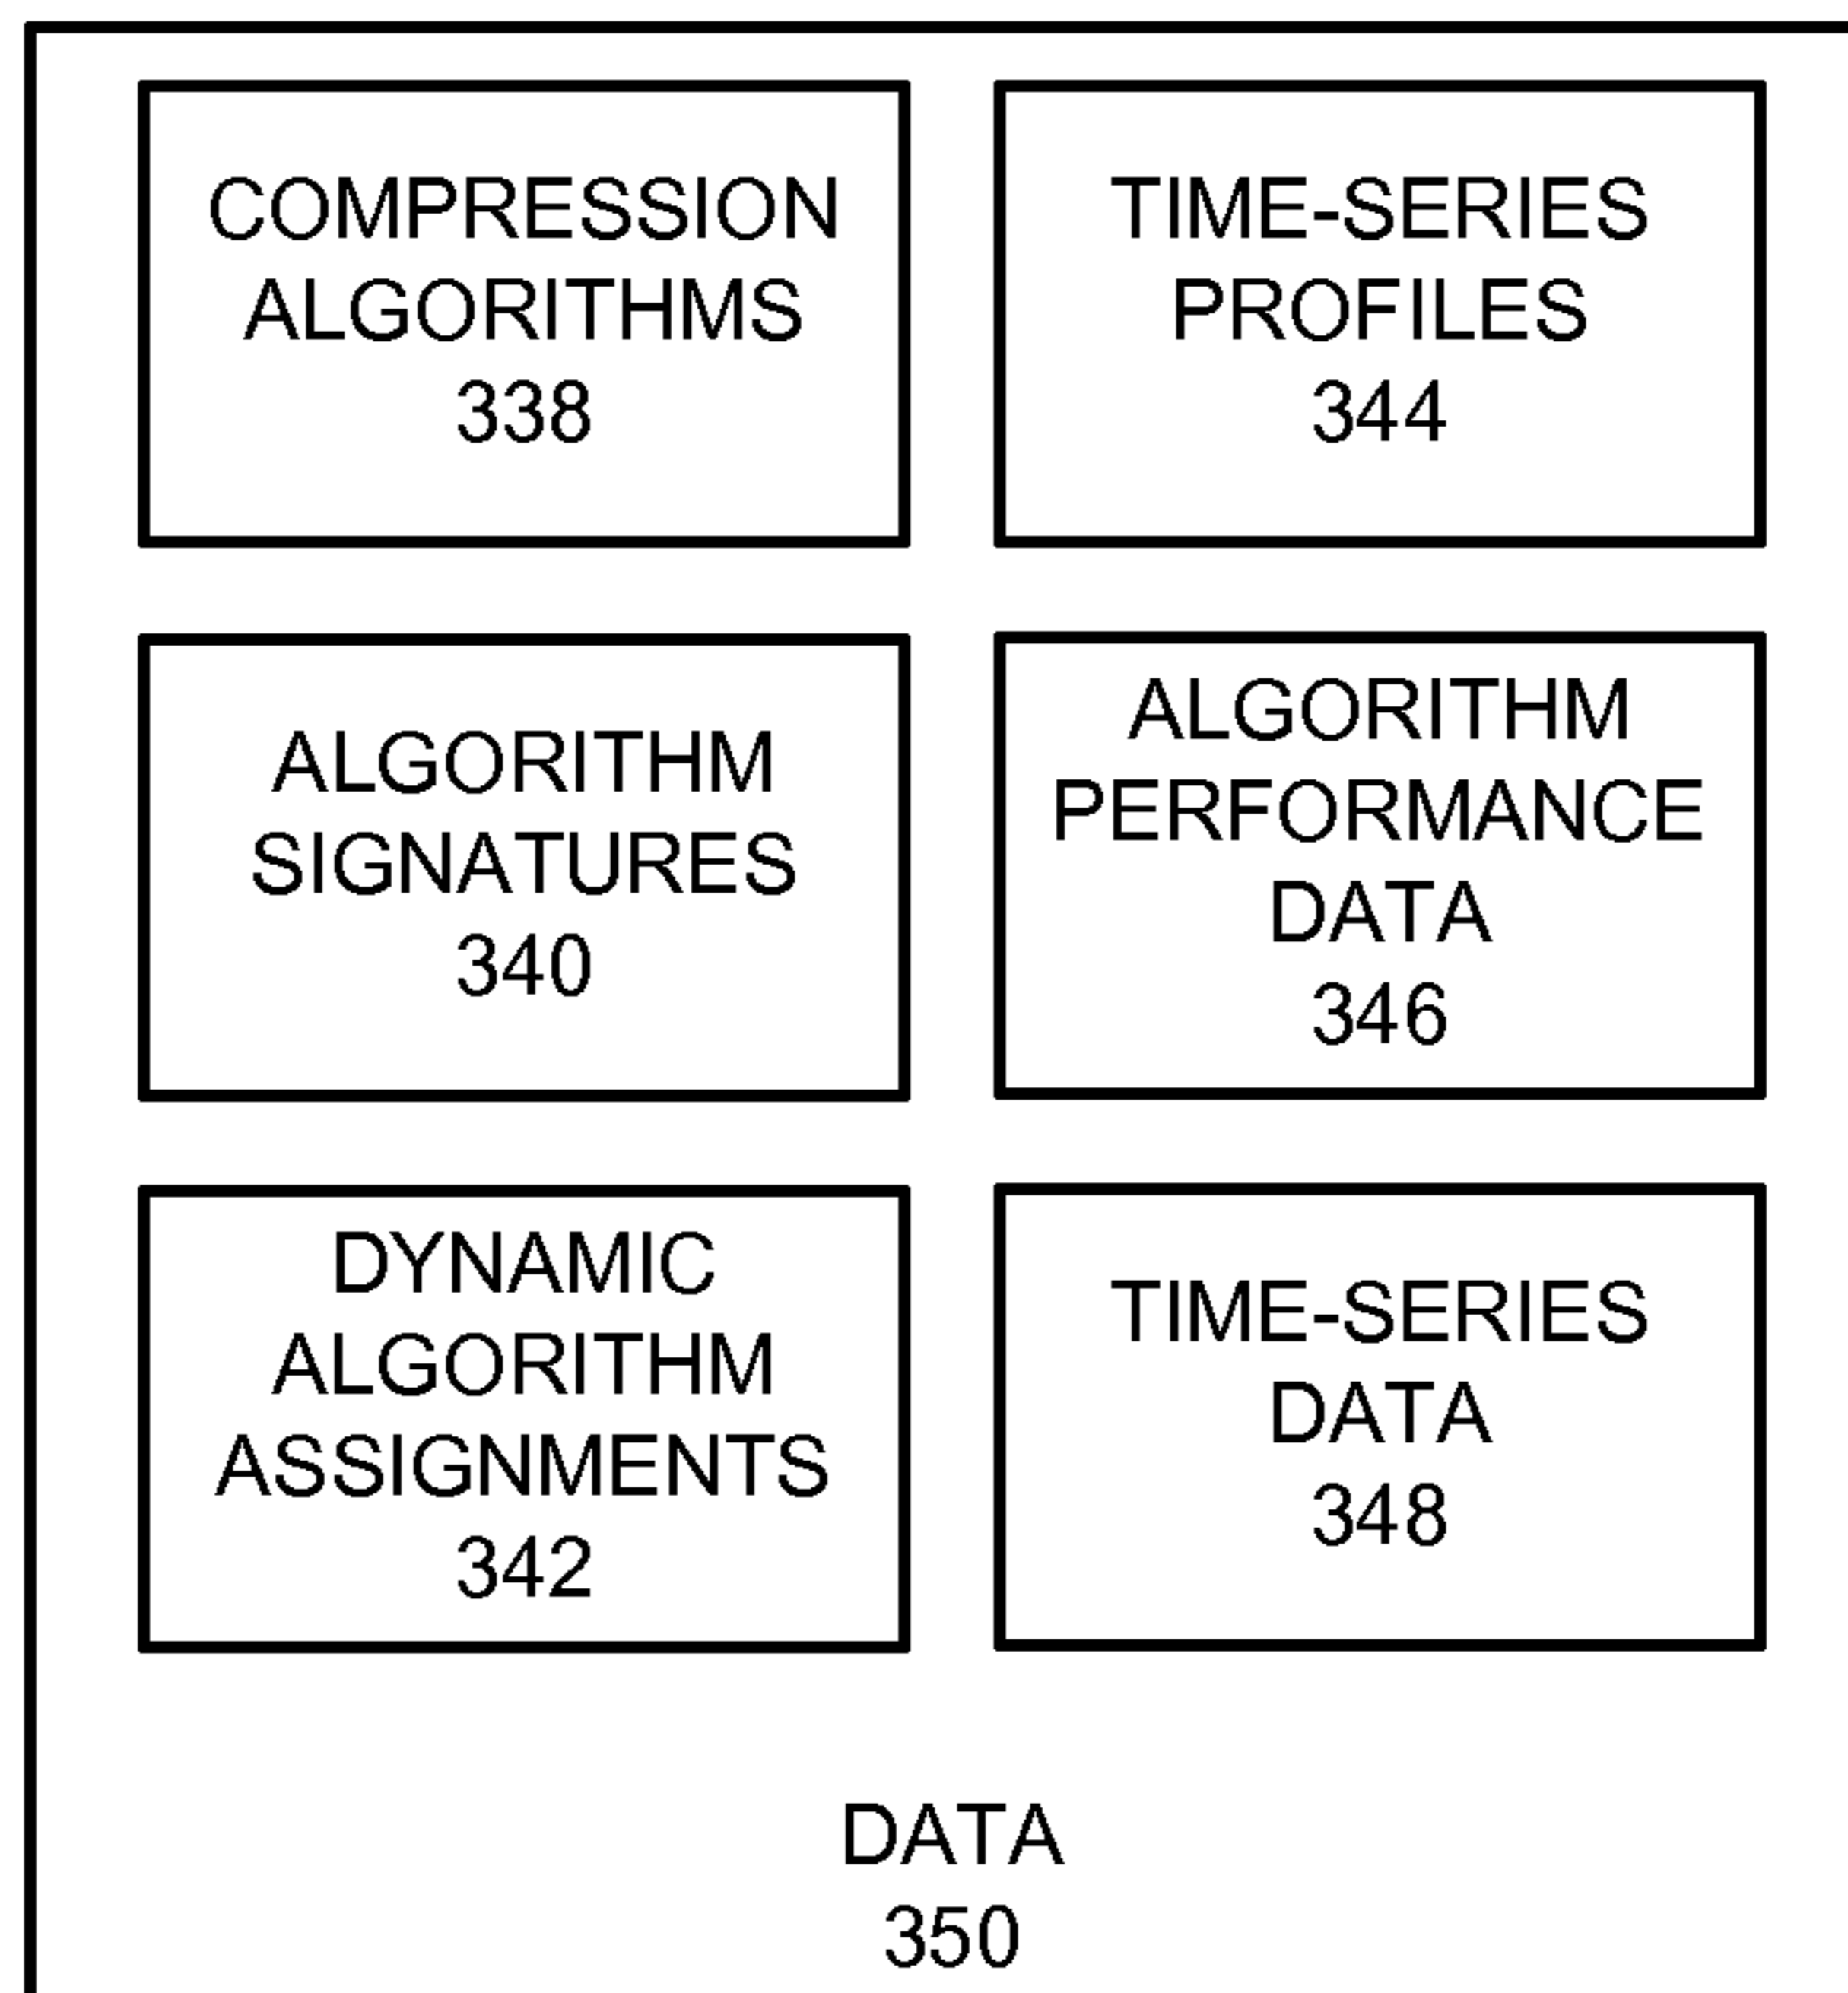 COMPRESSION
ALGORITHMS
338
TIME-SERIES
PROFILES
344
ALGORITHM
SIGNATURES
340
ALGORITHM
PERFORMANCE
DATA
346
DYNAMIC
ALGORITHM
ASSIGNMENTS
342
TIME-SERIES
DATA
348
DATA
350